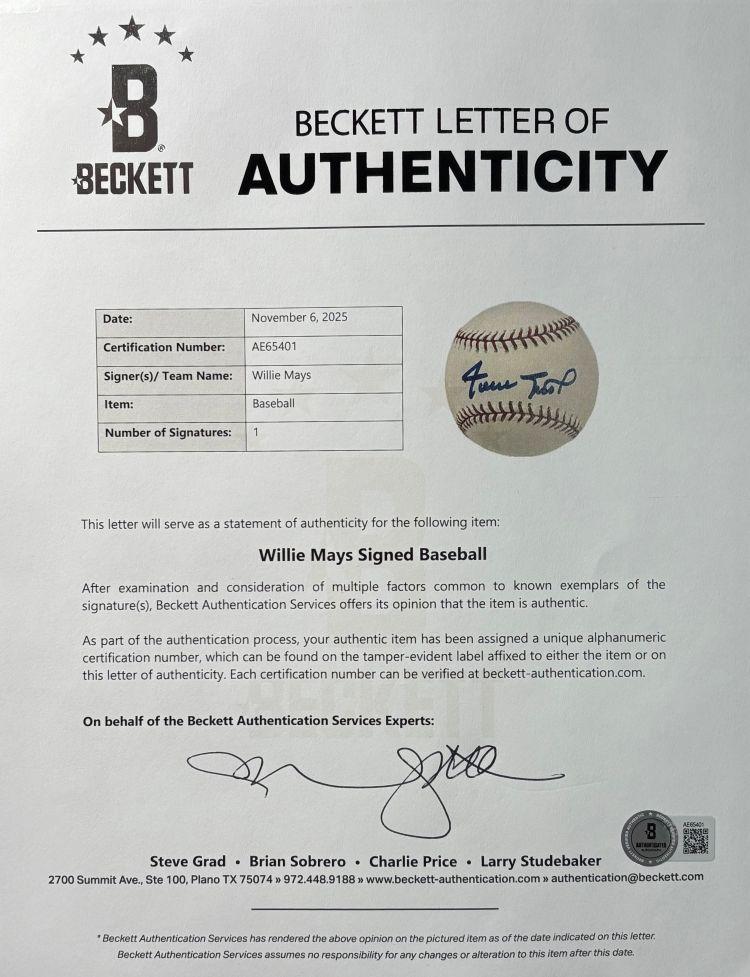 B
BECKETT
BECKETT LETTER OF
AUTHENTICITY
Date: November 6, 2025
Certification Number: AE65401
Signer(s)/ Team Name: Willie Mays
Item: Baseball
Number of Signatures: 1
This letter will serve as a statement of authenticity for the following item:
Willie Mays Signed Baseball
After examination and consideration of multiple factors common to known exemplars of the
signature(s), Beckett Authentication Services offers its opinion that the item is authentic.
As part of the authentication process, your authentic item has been assigned a unique alphanumeric
certification number, which can be found on the tamper-evident label affixed to either the item or on
this letter of authenticity. Each certification number can be verified at beckett-authentication.com.
On behalf of the Beckett Authentication Services Experts:
AE65401
B
AUTHENTICATED
Steve Grad • Brian Sobrero • Charlie Price • Larry Studebaker
2700 Summit Ave., Ste 100, Plano TX 75074 » 972.448.9188 » www.beckett-authentication.com » authentication@beckett.com
* Beckett Authentication Services has rendered the above opinion on the pictured item as of the date indicated on this letter.
Beckett Authentication Services assumes no responsibility for any changes or alteration to this item after this date.